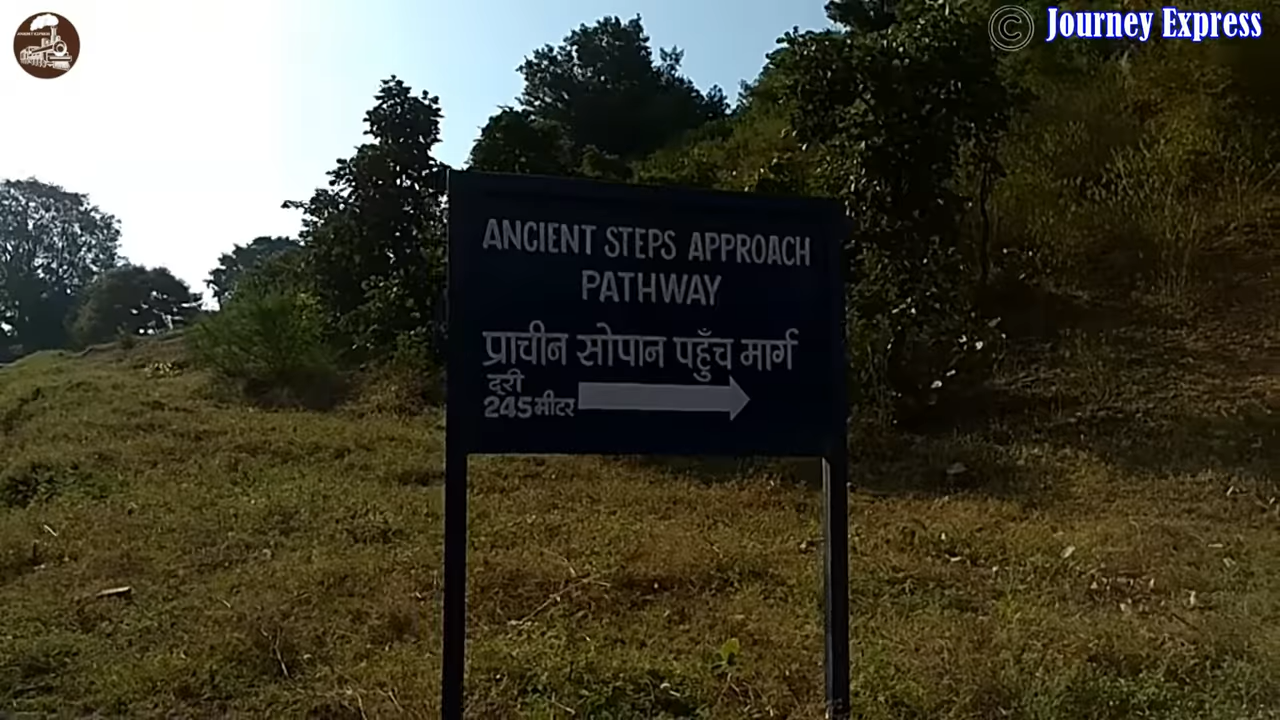 © Journey Express
ANCIENT STEPS APPROACH
PATHWAY
प्राचीन सोपान पहुँच मार्ग
दूरी
245 मीटर